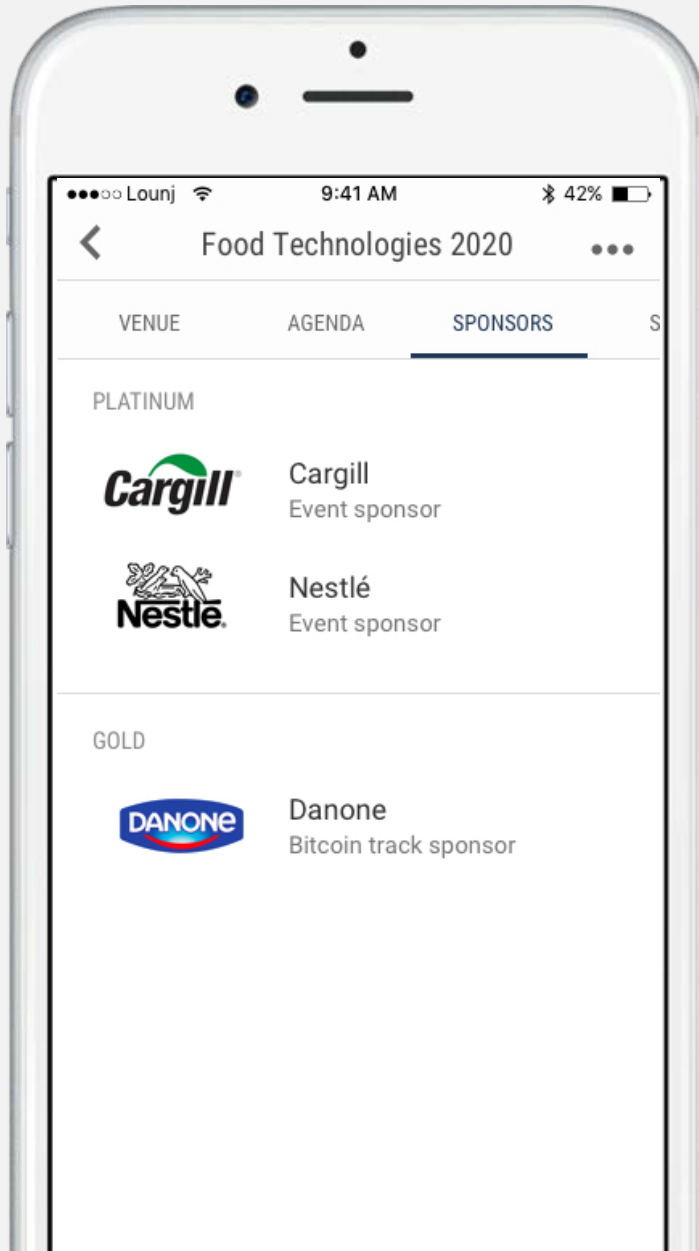 Lounj 9:41 AM 42%
Food Technologies 2020
VENUE AGENDA SPONSORS S
PLATINUM
Cargill
Cargill
Event sponsor
Nestlé
Nestlé
Event sponsor
GOLD
DANONE
Danone
Bitcoin track sponsor